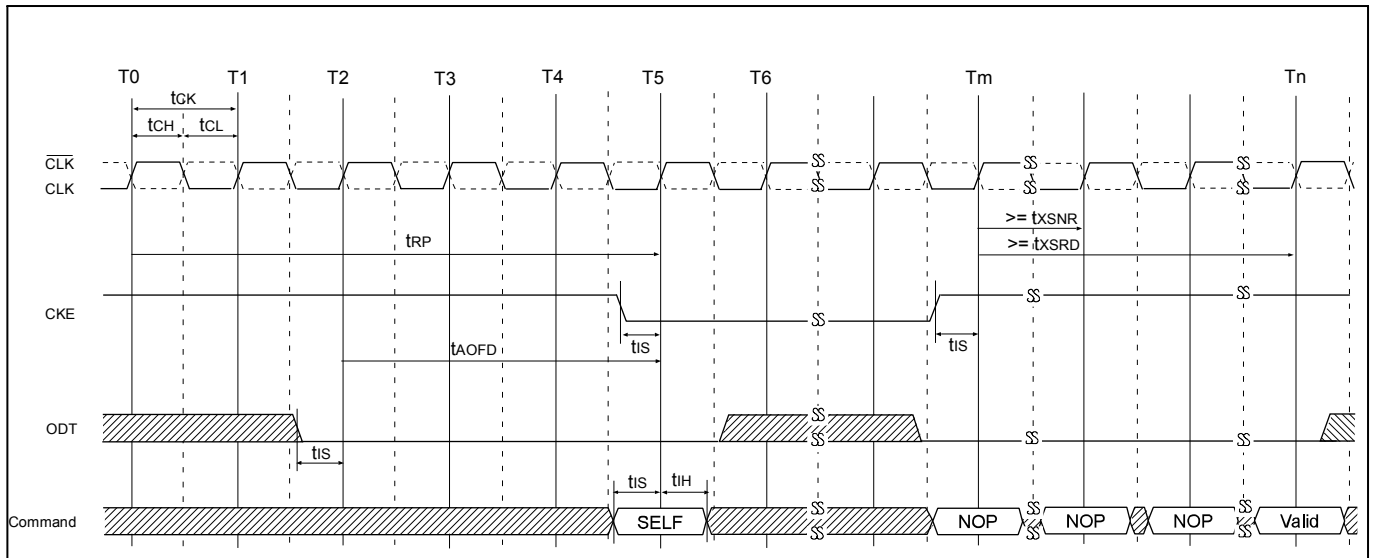 T0 T1 T2 T3 T4 T5 T6 Tm Tn
tCK
tCH tCL
CLK
CLK
>= tXSNR
tRP >= tXSRD
CKE
tIS tIS
tAOFD
ODT
tIS tIS tIH
Command SELF NOP NOP NOP Valid